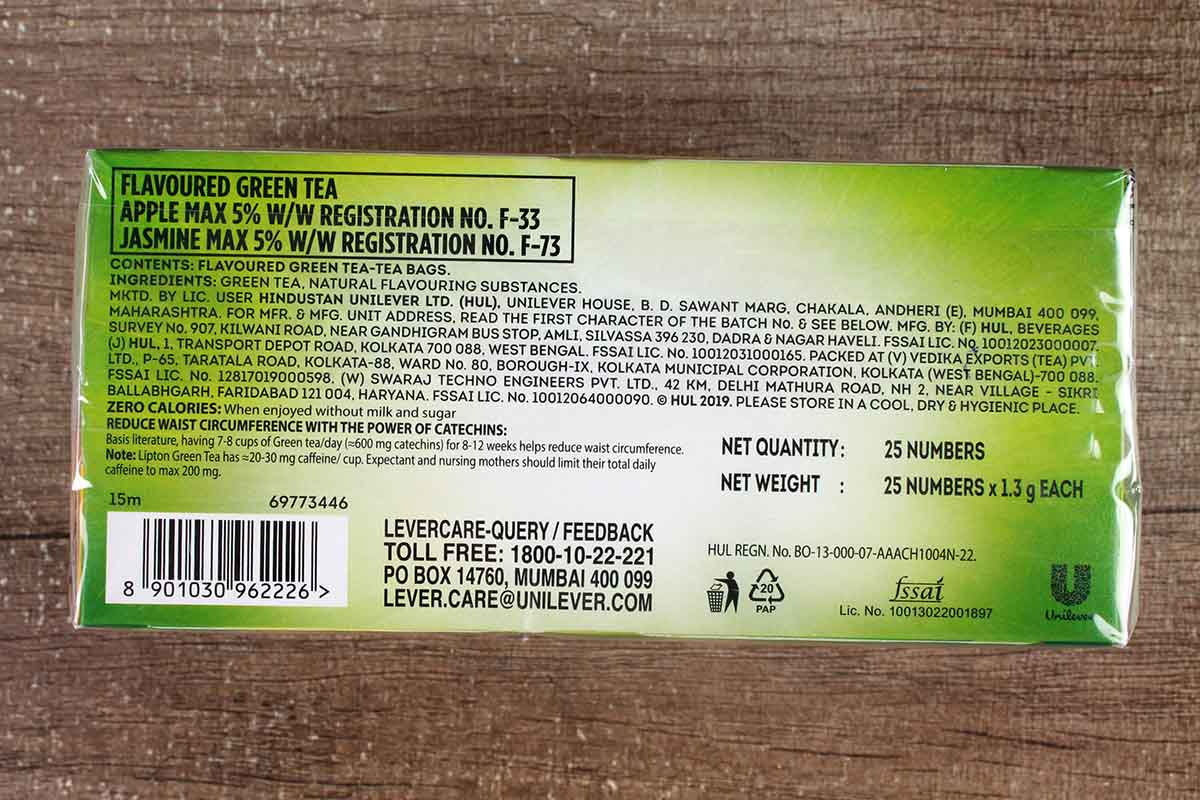 FLAVOURED GREEN TEA
APPLE MAX 5% W/W REGISTRATION NO. F-33
JASMINE MAX 5% W/W REGISTRATION NO. F-73
CONTENTS: FLAVOURED GREEN TEA-TEA BAGS.
INGREDIENTS: GREEN TEA, NATURAL FLAVOURING SUBSTANCES.
MKTD. BY LIC. USER HINDUSTAN UNILEVER LTD. (HUL), UNILEVER HOUSE, B. D. SAWANT MARG, CHAKALA, ANDHERI (E), MUMBAI 400 099,
MAHARASHTRA. FOR MFR. & MFG. UNIT ADDRESS, READ THE FIRST CHARACTER OF THE BATCH No. & SEE BELOW. MFG. BY: (F) HUL, BEVERAGES
SURVEY No. 907, KILWANI ROAD, NEAR GANDHIGRAM BUS STOP, AMLI, SILVASSA 396 230, DADRA & NAGAR HAVELI. FSSAI LIC. No. 10012023000007.
(J) HUL, 1, TRANSPORT DEPOT ROAD, KOLKATA 700 088, WEST BENGAL. FSSAI LIC. No. 10012031000165. PACKED AT (V) VEDIKA EXPORTS (TEA) PVT.
LTD., P-65, TARATALA ROAD, KOLKATA-88, WARD No. 80, BOROUGH-IX, KOLKATA MUNICIPAL CORPORATION, KOLKATA (WEST BENGAL)-700 088.
FSSAI LIC. No. 12817019000598. (W) SWARAJ TECHNO ENGINEERS PVT. LTD., 42 KM, DELHI MATHURA ROAD, NH 2, NEAR VILLAGE - SIKRI
BALLABHGARH, FARIDABAD 121 004, HARYANA. FSSAI LIC. No. 10012064000090. © HUL 2019. PLEASE STORE IN A COOL, DRY & HYGIENIC PLACE.
ZERO CALORIES: When enjoyed without milk and sugar
REDUCE WAIST CIRCUMFERENCE WITH THE POWER OF CATECHINS:
Basis literature, having 7-8 cups of Green tea/day (≈600 mg catechins) for 8-12 weeks helps reduce waist circumference.
Note: Lipton Green Tea has ≈20-30 mg caffeine/ cup. Expectant and nursing mothers should limit their total daily
caffeine to max 200 mg.
NET QUANTITY: 25 NUMBERS
NET WEIGHT : 25 NUMBERS x 1.3 g EACH
15m 69773446
8 901030 962226 >
LEVERCARE-QUERY / FEEDBACK
TOLL FREE: 1800-10-22-221
PO BOX 14760, MUMBAI 400 099
LEVER.CARE@UNILEVER.COM
HUL REGN. No. BO-13-000-07-AAACH1004N-22.
20
PAP
fssai
Lic. No. 10013022001897
Unilever